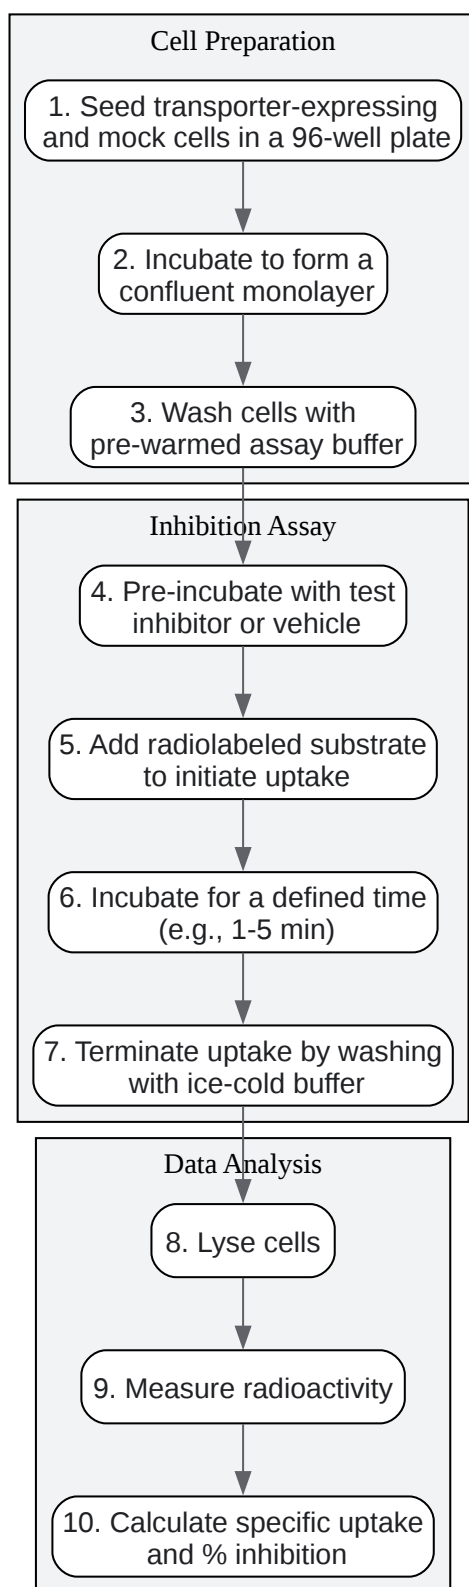 Cell Preparation
1. Seed transporter-expressing
and mock cells in a 96-well plate
2. Incubate to form a
confluent monolayer
3. Wash cells with
pre-warmed assay buffer
Inhibition Assay
4. Pre-incubate with test
inhibitor or vehicle
5. Add radiolabeled substrate
to initiate uptake
6. Incubate for a defined time
(e.g., 1-5 min)
7. Terminate uptake by washing
with ice-cold buffer
Data Analysis
8. Lyse cells
9. Measure radioactivity
10. Calculate specific uptake
and % inhibition